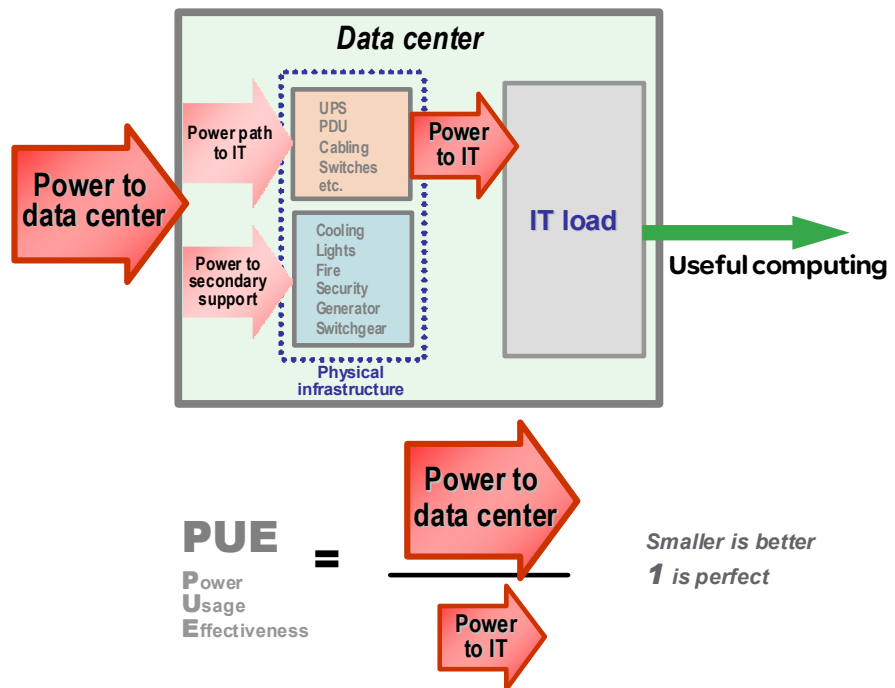 Data center
Power to
data center
Power path
to IT
UPS
PDU
Cabling
Switches
etc.
Power
to IT
IT load
Useful computing
Power to
secondary
support
Cooling
Lights
Fire
Security
Generator
Switchgear
Physical
infrastructure
PUE
Power
Usage
Effectiveness
=
Power to
data center
Power
to IT
Smaller is better
1 is perfect